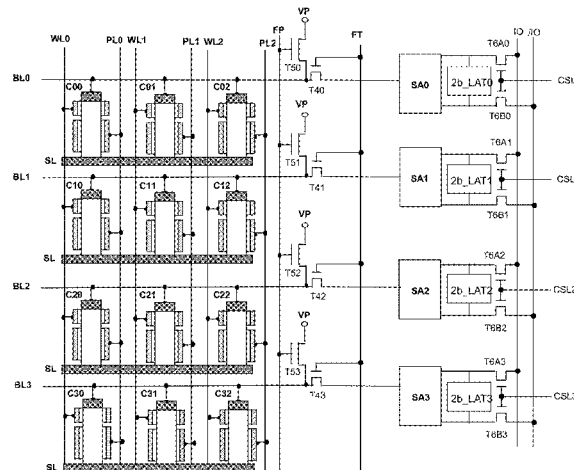 WL0 PL0 WL1 PL1 WL2 PL2 FP VP FT IO /IO
T50 T6A0
BL0 C00 C01 C02 T40 SA0 2b_LAT0 CSL
T6B0
VP
SL T51 T6A1
BL1 C10 C11 C12 T41 SA1 2b_LAT1 CSL
T6B1
VP
SL T52 T6A2
BL2 C20 C21 C22 T42 SA2 2b_LAT2 CSL2
T6B2
VP
SL T53 T6A3
BL3 C30 C31 C32 T43 SA3 2b_LAT3 CSL3
T6B3
SL